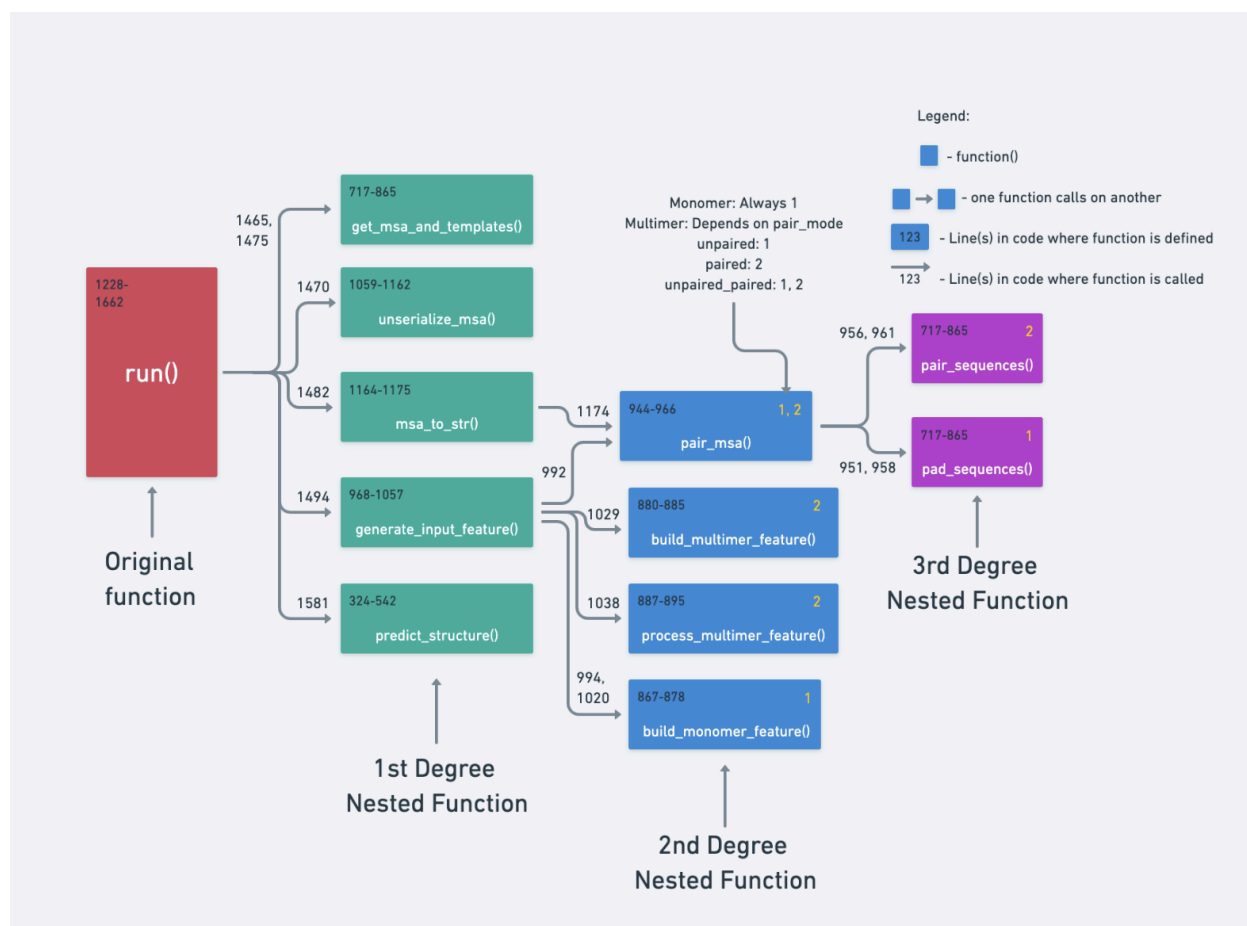 Legend:
- function()
- one function calls on another
123 - Line(s) in code where function is defined
123 - Line(s) in code where function is called
1228-
1662
run()
Original
function
1465,
1475
1470
1482
1494
1581
717-865
get_msa_and_templates()
1059-1162
unserialize_msa()
1164-1175
msa_to_str()
968-1057
generate_input_feature()
324-542
predict_structure()
1st Degree
Nested Function
Monomer: Always 1
Multimer: Depends on pair_mode
unpaired: 1
paired: 2
unpaired_paired: 1, 2
1174
992
1029
1038
994,
1020
944-966 1, 2
pair_msa()
880-885 2
build_multimer_feature()
887-895 2
process_multimer_feature()
867-878 1
build_monomer_feature()
2nd Degree
Nested Function
956, 961
951, 958
717-865 2
pair_sequences()
717-865 1
pad_sequences()
3rd Degree
Nested Function